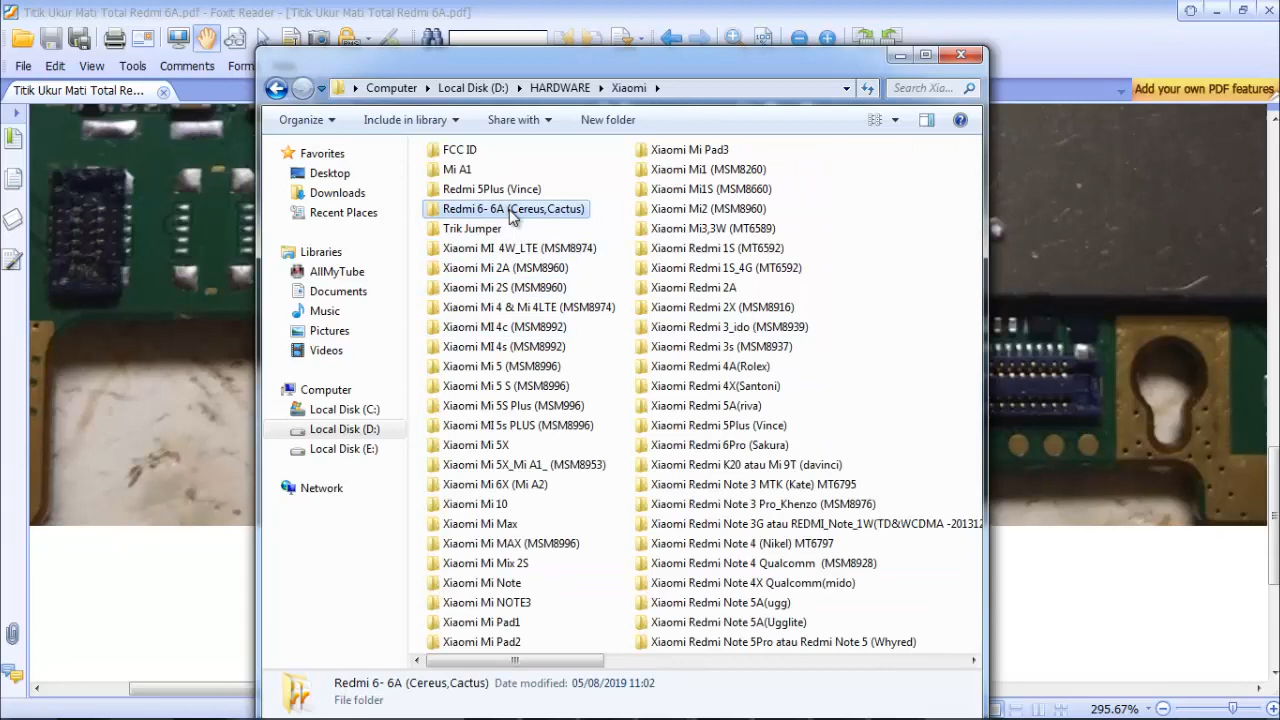 Titik Ukur Mati Total Redmi 6A.pdf - Foxit Reader - [Titik Ukur Mati Total Redmi 6A.pdf]
File Edit View Tools Comments Form
Titik Ukur Mati Total Re...
Add your own PDF features
Computer Local Disk (D:) HARDWARE Xiaomi
Search Xia...
Organize Include in library Share with New folder
Favorites
Desktop
Downloads
Recent Places
Libraries
AllMyTube
Documents
Music
Pictures
Videos
Computer
Local Disk (C:)
Local Disk (D:)
Local Disk (E:)
Network
FCC ID
Mi A1
Redmi 5Plus (Vince)
Redmi 6- 6A (Cereus,Cactus)
Trik Jumper
Xiaomi MI 4W_LTE (MSM8974)
Xiaomi Mi 2A (MSM8960)
Xiaomi Mi 2S (MSM8960)
Xiaomi Mi 4 & Mi 4LTE (MSM8974)
Xiaomi MI 4c (MSM8992)
Xiaomi MI 4s (MSM8992)
Xiaomi Mi 5 (MSM8996)
Xiaomi Mi 5 S (MSM8996)
Xiaomi Mi 5S Plus (MSM996)
Xiaomi MI 5s PLUS (MSM8996)
Xiaomi Mi 5X
Xiaomi Mi 5X_Mi A1_ (MSM8953)
Xiaomi Mi 6X (Mi A2)
Xiaomi Mi 10
Xiaomi Mi Max
Xiaomi Mi MAX (MSM8996)
Xiaomi Mi Mix 2S
Xiaomi Mi Note
Xiaomi Mi NOTE3
Xiaomi Mi Pad1
Xiaomi Mi Pad2
Xiaomi Mi Pad3
Xiaomi Mi1 (MSM8260)
Xiaomi Mi1S (MSM8660)
Xiaomi Mi2 (MSM8960)
Xiaomi Mi3,3W (MT6589)
Xiaomi Redmi 1S (MT6592)
Xiaomi Redmi 1S_4G (MT6592)
Xiaomi Redmi 2A
Xiaomi Redmi 2X (MSM8916)
Xiaomi Redmi 3_ido (MSM8939)
Xiaomi Redmi 3s (MSM8937)
Xiaomi Redmi 4A(Rolex)
Xiaomi Redmi 4X(Santoni)
Xiaomi Redmi 5A(riva)
Xiaomi Redmi 5Plus (Vince)
Xiaomi Redmi 6Pro (Sakura)
Xiaomi Redmi K20 atau Mi 9T (davinci)
Xiaomi Redmi Note 3 MTK (Kate) MT6795
Xiaomi Redmi Note 3 Pro_Khenzo (MSM8976)
Xiaomi Redmi Note 3G atau REDMI_Note_1W(TD&WCDMA -201312
Xiaomi Redmi Note 4 (Nikel) MT6797
Xiaomi Redmi Note 4 Qualcomm (MSM8928)
Xiaomi Redmi Note 4X Qualcomm(mido)
Xiaomi Redmi Note 5A(ugg)
Xiaomi Redmi Note 5A(Ugglite)
Xiaomi Redmi Note 5Pro atau Redmi Note 5 (Whyred)
Redmi 6- 6A (Cereus,Cactus) Date modified: 05/08/2019 11:02
File folder
295.67%